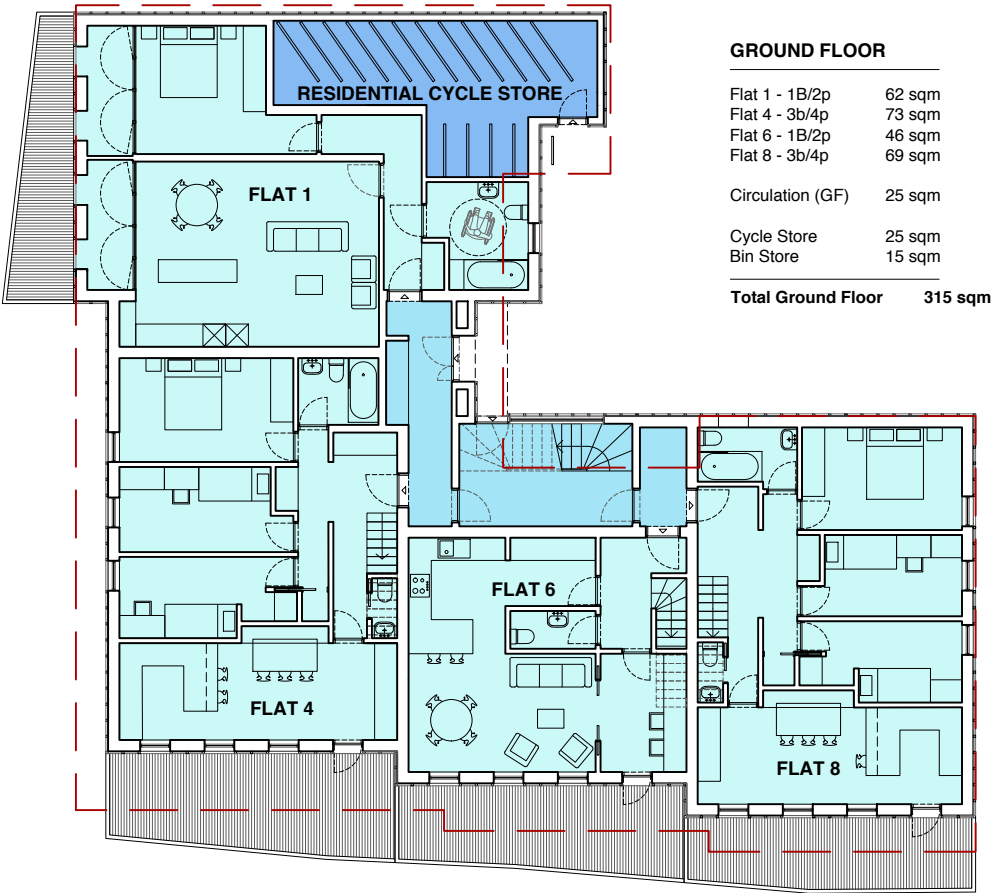 GROUND FLOOR
Flat 1 - 1B/2p 62 sqm
Flat 4 - 3b/4p 73 sqm
Flat 6 - 1B/2p 46 sqm
Flat 8 - 3b/4p 69 sqm
Circulation (GF) 25 sqm
Cycle Store 25 sqm
Bin Store 15 sqm
Total Ground Floor 315 sqm
RESIDENTIAL CYCLE STORE
FLAT 1
FLAT 6
FLAT 4
FLAT 8